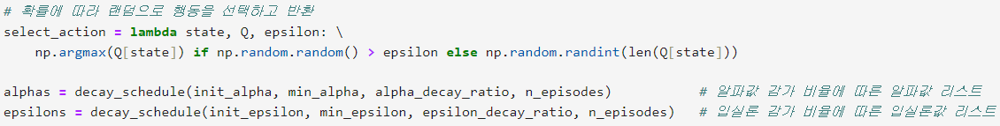 # 확률에 따라 랜덤으로 행동을 선택하고 반환
select_action = lambda state, Q, epsilon: \
    np.argmax(Q[state]) if np.random.random() > epsilon else np.random.randint(len(Q[state]))

alphas = decay_schedule(init_alpha, min_alpha, alpha_decay_ratio, n_episodes)               # 알파값 감가 비율에 따른 알파값 리스트
epsilons = decay_schedule(init_epsilon, min_epsilon, epsilon_decay_ratio, n_episodes)   # 입실론 감가 비율에 따른 입실론값 리스트